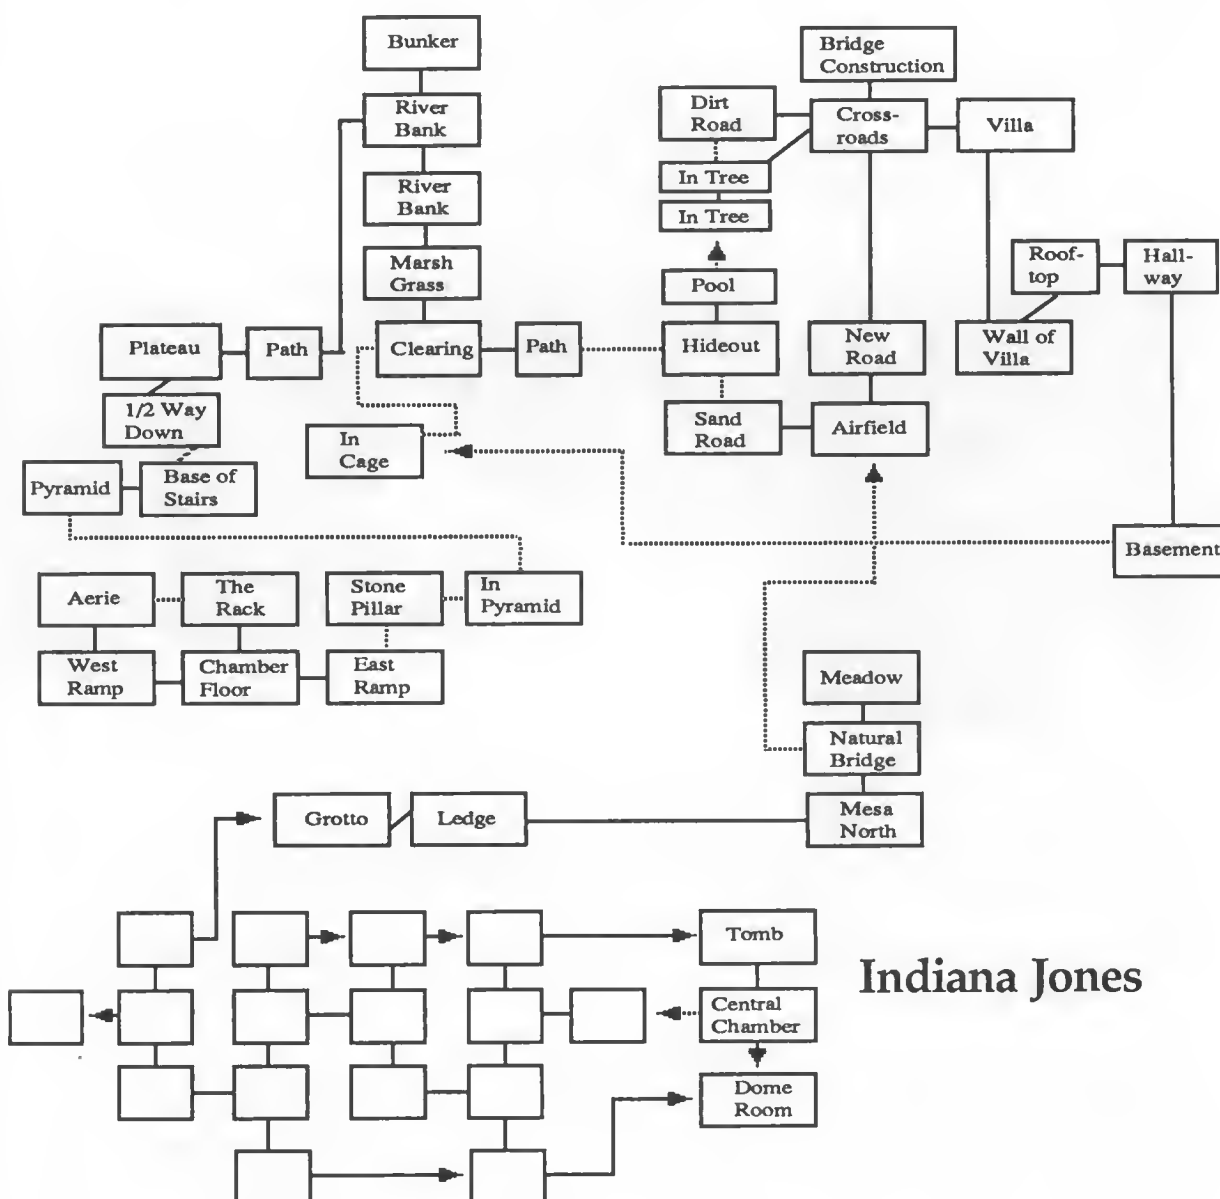 Bunker
Bridge
Construction
River
Bank
Dirt
Road
Cross-
roads
Villa
River
Bank
In Tree
In Tree
Marsh
Grass
Pool
Roof-
top
Hall-
way
Plateau
Path
Clearing
Path
Hideout
New
Road
Wall of
Villa
1/2 Way
Down
In
Cage
Sand
Road
Airfield
Pyramid
Base of
Stairs
Basement
Aerie
The
Rack
Stone
Pillar
In
Pyramid
West
Ramp
Chamber
Floor
East
Ramp
Meadow
Natural
Bridge
Grotto
Ledge
Mesa
North
Tomb
Indiana Jones
Central
Chamber
Dome
Room